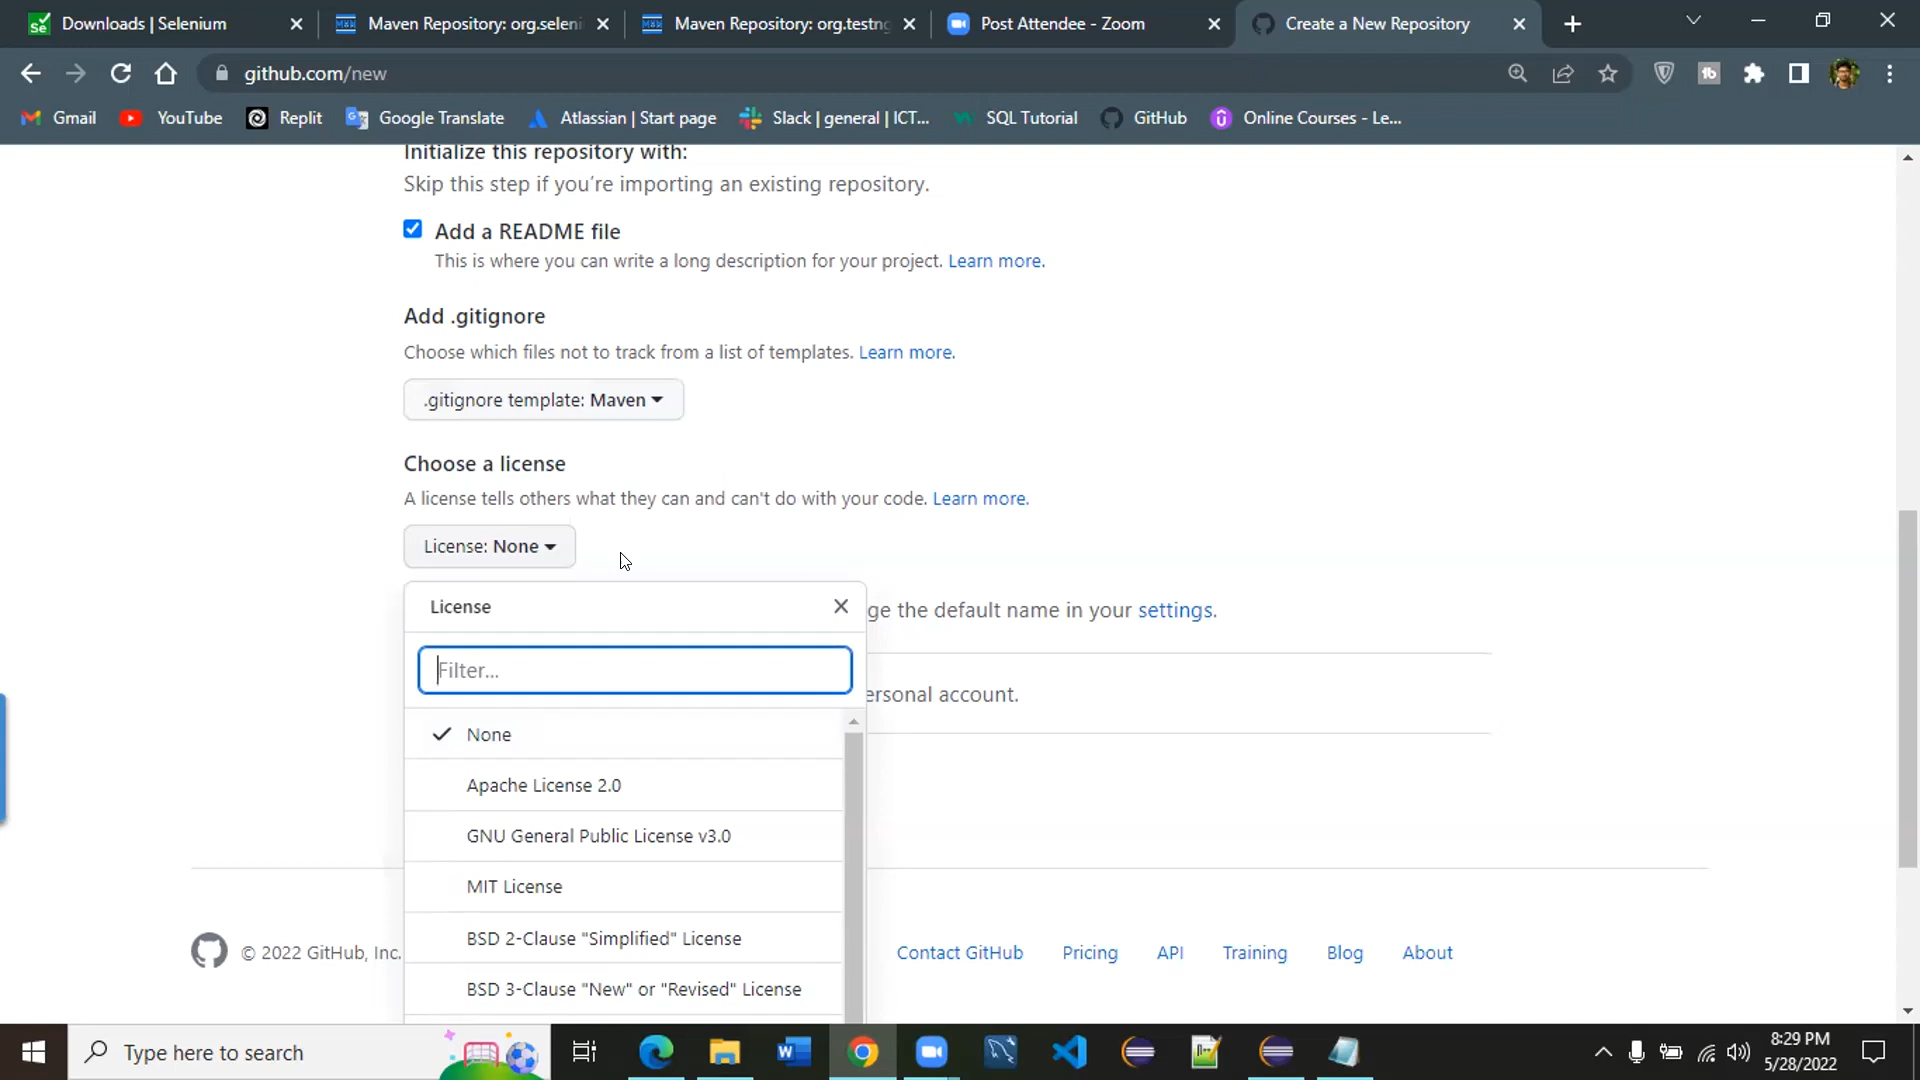 Downloads | Selenium
Maven Repository: org.seleni
Maven Repository: org.testng
Post Attendee - Zoom
Create a New Repository
github.com/new
Gmail
YouTube
Replit
Google Translate
Atlassian | Start page
Slack | general | ICT...
SQL Tutorial
GitHub
Online Courses - Le...
Initialize this repository with:
Skip this step if you're importing an existing repository.
Add a README file
This is where you can write a long description for your project. Learn more.
Add .gitignore
Choose which files not to track from a list of templates. Learn more.
.gitignore template: Maven
Choose a license
A license tells others what they can and can't do with your code. Learn more.
License: None
License
ge the default name in your settings.
Filter...
ersonal account.
None
Apache License 2.0
GNU General Public License v3.0
MIT License
BSD 2-Clause "Simplified" License
BSD 3-Clause "New" or "Revised" License
© 2022 GitHub, Inc.
Contact GitHub
Pricing
API
Training
Blog
About
Type here to search
8:29 PM
5/28/2022